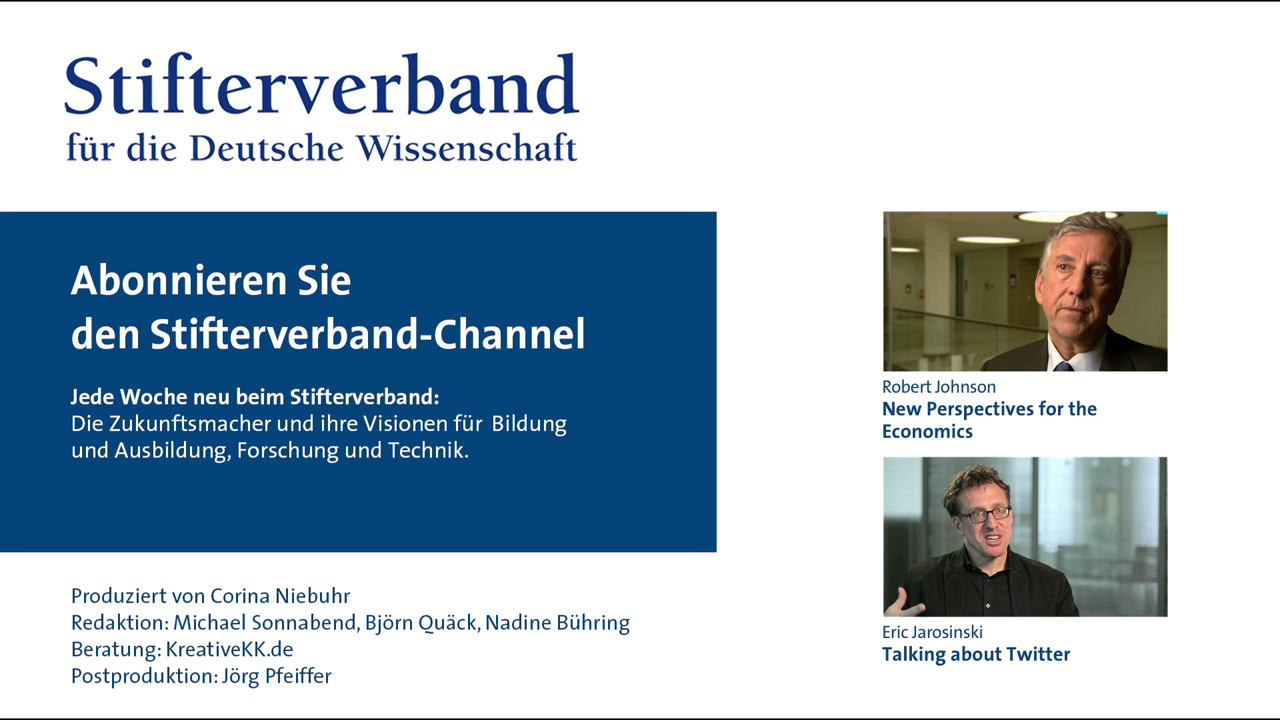 Stifterverband
für die Deutsche Wissenschaft
Abonnieren Sie
den Stifterverband-Channel
Jede Woche neu beim Stifterverband:
Die Zukunftsmacher und ihre Visionen für Bildung
und Ausbildung, Forschung und Technik.
Produziert von Corina Niebuhr
Redaktion: Michael Sonnabend, Björn Quäck, Nadine Bühring
Beratung: KreativeKK.de
Postproduktion: Jörg Pfeiffer
Robert Johnson
New Perspectives for the
Economics
Eric Jarosinski
Talking about Twitter